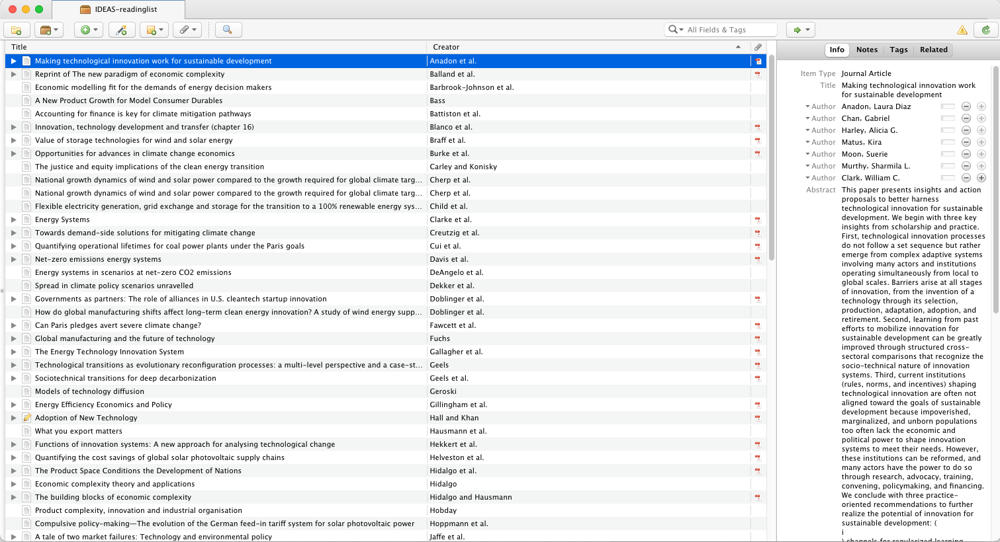 IDEAS-readinglist
All Fields & Tags
Title Creator
Making technological innovation work for sustainable development Anadon et al.
Reprint of The new paradigm of economic complexity Balland et al.
Economic modelling fit for the demands of energy decision makers Barbrook-Johnson et al.
A New Product Growth for Model Consumer Durables Bass
Accounting for finance is key for climate mitigation pathways Battiston et al.
Innovation, technology development and transfer (chapter 16) Blanco et al.
Value of storage technologies for wind and solar energy Braff et al.
Opportunities for advances in climate change economics Burke et al.
The justice and equity implications of the clean energy transition Carley and Konisky
National growth dynamics of wind and solar power compared to the growth required for global climate targ... Cherp et al.
National growth dynamics of wind and solar power compared to the growth required for global climate targ... Cherp et al.
Flexible electricity generation, grid exchange and storage for the transition to a 100% renewable energy sys... Child et al.
Energy Systems Clarke et al.
Towards demand-side solutions for mitigating climate change Creutzig et al.
Quantifying operational lifetimes for coal power plants under the Paris goals Cui et al.
Net-zero emissions energy systems Davis et al.
Energy systems in scenarios at net-zero CO2 emissions DeAngelo et al.
Spread in climate policy scenarios unravelled Dekker et al.
Governments as partners: The role of alliances in U.S. cleantech startup innovation Doblinger et al.
How do global manufacturing shifts affect long-term clean energy innovation? A study of wind energy supp... Doblinger et al.
Can Paris pledges avert severe climate change? Fawcett et al.
Global manufacturing and the future of technology Fuchs
The Energy Technology Innovation System Gallagher et al.
Technological transitions as evolutionary reconfiguration processes: a multi-level perspective and a case-st... Geels
Sociotechnical transitions for deep decarbonization Geels et al.
Models of technology diffusion Geroski
Energy Efficiency Economics and Policy Gillingham et al.
Adoption of New Technology Hall and Khan
What you export matters Hausmann et al.
Functions of innovation systems: A new approach for analysing technological change Hekkert et al.
Quantifying the cost savings of global solar photovoltaic supply chains Helveston et al.
The Product Space Conditions the Development of Nations Hidalgo et al.
Economic complexity theory and applications Hidalgo
The building blocks of economic complexity Hidalgo and Hausmann
Product complexity, innovation and industrial organisation Hobday
Compulsive policy-making—The evolution of the German feed-in tariff system for solar photovoltaic power Hoppmann et al.
A tale of two market failures: Technology and environmental policy Jaffe et al.
Info Notes Tags Related
Item Type Journal Article
Title Making technological innovation work
for sustainable development
Author Anadon, Laura Diaz
Author Chan, Gabriel
Author Harley, Alicia G.
Author Matus, Kira
Author Moon, Suerie
Author Murthy, Sharmila L.
Author Clark, William C.
Abstract This paper presents insights and action
proposals to better harness
technological innovation for sustainable
development. We begin with three key
insights from scholarship and practice.
First, technological innovation processes
do not follow a set sequence but rather
emerge from complex adaptive systems
involving many actors and institutions
operating simultaneously from local to
global scales. Barriers arise at all stages
of innovation, from the invention of a
technology through its selection,
production, adaptation, adoption, and
retirement. Second, learning from past
efforts to mobilize innovation for
sustainable development can be greatly
improved through structured cross-
sectoral comparisons that recognize the
socio-technical nature of innovation
systems. Third, current institutions
(rules, norms, and incentives) shaping
technological innovation are often not
aligned toward the goals of sustainable
development because impoverished,
marginalized, and unborn populations
too often lack the economic and
political power to shape innovation
systems to meet their needs. However,
these institutions can be reformed, and
many actors have the power to do so
through research, advocacy, training,
convening, policymaking, and financing.
We conclude with three practice-
oriented recommendations to further
realize the potential of innovation for
sustainable development: (
i
) channels for regularized learning